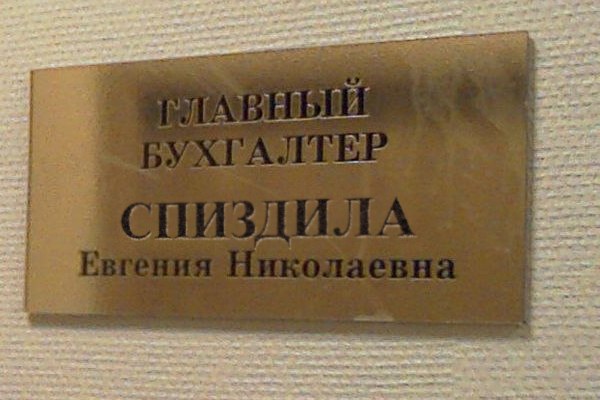 ГЛАВНЫЙ
БУХГАЛТЕР
СПИЗДИЛА
Евгения Николаевна